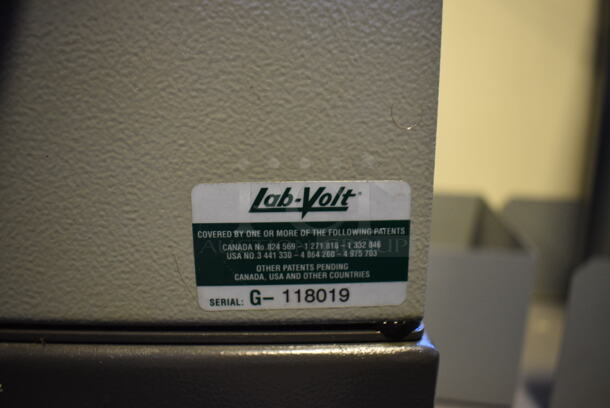 Lab-Volt
COVERED BY ONE OR MORE OF THE FOLLOWING PATENTS
CANADA No. 824 569 - 1 271 818 - 1 332 846
USA NO. 3 441 330 - 4 864 260 - 4 975 703
OTHER PATENTS PENDING
CANADA, USA AND OTHER COUNTRIES
SERIAL: G- 118019